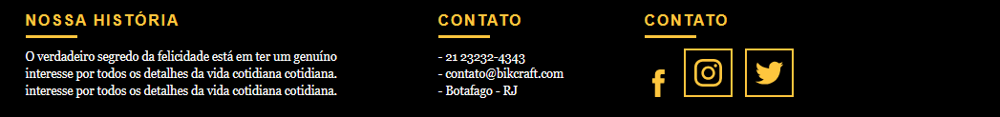 NOSSA HISTÓRIA
O verdadeiro segredo da felicidade está em ter um genuíno
interesse por todos os detalhes da vida cotidiana cotidiana.
interesse por todos os detalhes da vida cotidiana cotidiana.
CONTATO
- 21 23232-4343
- contato@bikcraft.com
- Botafago - RJ
CONTATO